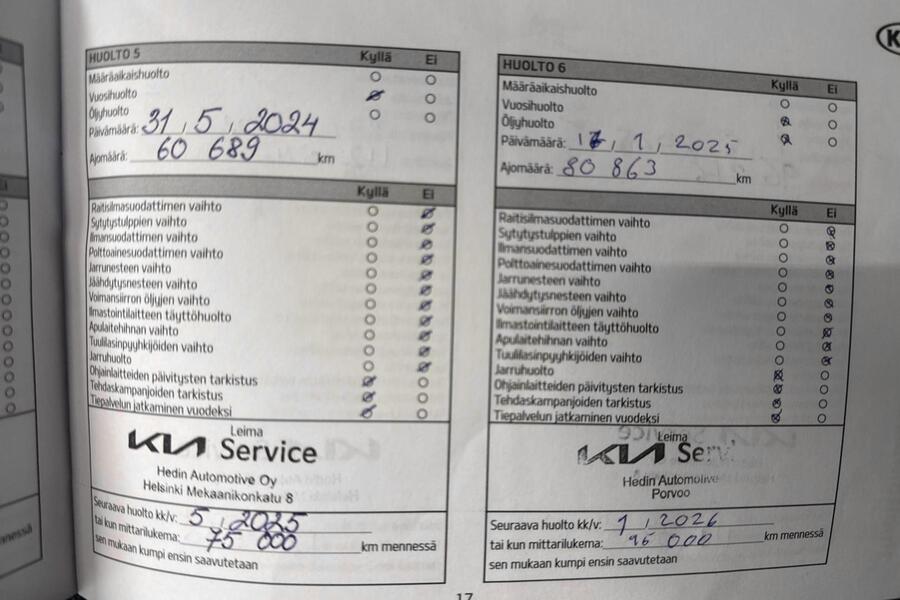 HUOLTO 5 Kyllä Ei
Määräaikaishuolto
Vuosihuolto
Öljyhuolto
Päivämäärä: 31, 5, 2024
Ajomäärä: 60 689 km
Kyllä Ei
Raitisilmasuodattimen vaihto
Sytytystulppien vaihto
Ilmansuodattimen vaihto
Polttoainesuodattimen vaihto
Jarrunesteen vaihto
Jäähdytysnesteen vaihto
Voimansiirron öljyjen vaihto
Ilmastointilaitteen täyttöhuolto
Apulaitehihnan vaihto
Tuulilasinpyyhkijöiden vaihto
Jarruhuolto
Ohjainlaitteiden päivitysten tarkistus
Tehdaskampanjoiden tarkistus
Tiepalvelun jatkaminen vuodeksi
Leima
KIA Service
Hedin Automotive Oy
Helsinki Mekaanikonkatu 8
Seuraava huolto kk/v: 5, 2025
tai kun mittarilukema: 75 000 km mennessä
sen mukaan kumpi ensin saavutetaan
HUOLTO 6 Kyllä Ei
Määräaikaishuolto
Vuosihuolto
Öljyhuolto
Päivämäärä: , 1, 2025
Ajomäärä: 80 863 km
Kyllä Ei
Raitisilmasuodattimen vaihto
Sytytystulppien vaihto
Ilmansuodattimen vaihto
Polttoainesuodattimen vaihto
Jarrunesteen vaihto
Jäähdytysnesteen vaihto
Voimansiirron öljyjen vaihto
Ilmastointilaitteen täyttöhuolto
Apulaitehihnan vaihto
Tuulilasinpyyhkijöiden vaihto
Jarruhuolto
Ohjainlaitteiden päivitysten tarkistus
Tehdaskampanjoiden tarkistus
Tiepalvelun jatkaminen vuodeksi
Leima
KIA Serv
Hedin Automotive
Porvoo
Seuraava huolto kk/v: 1, 2026
tai kun mittarilukema: 95 000 km mennessä
sen mukaan kumpi ensin saavutetaan
17